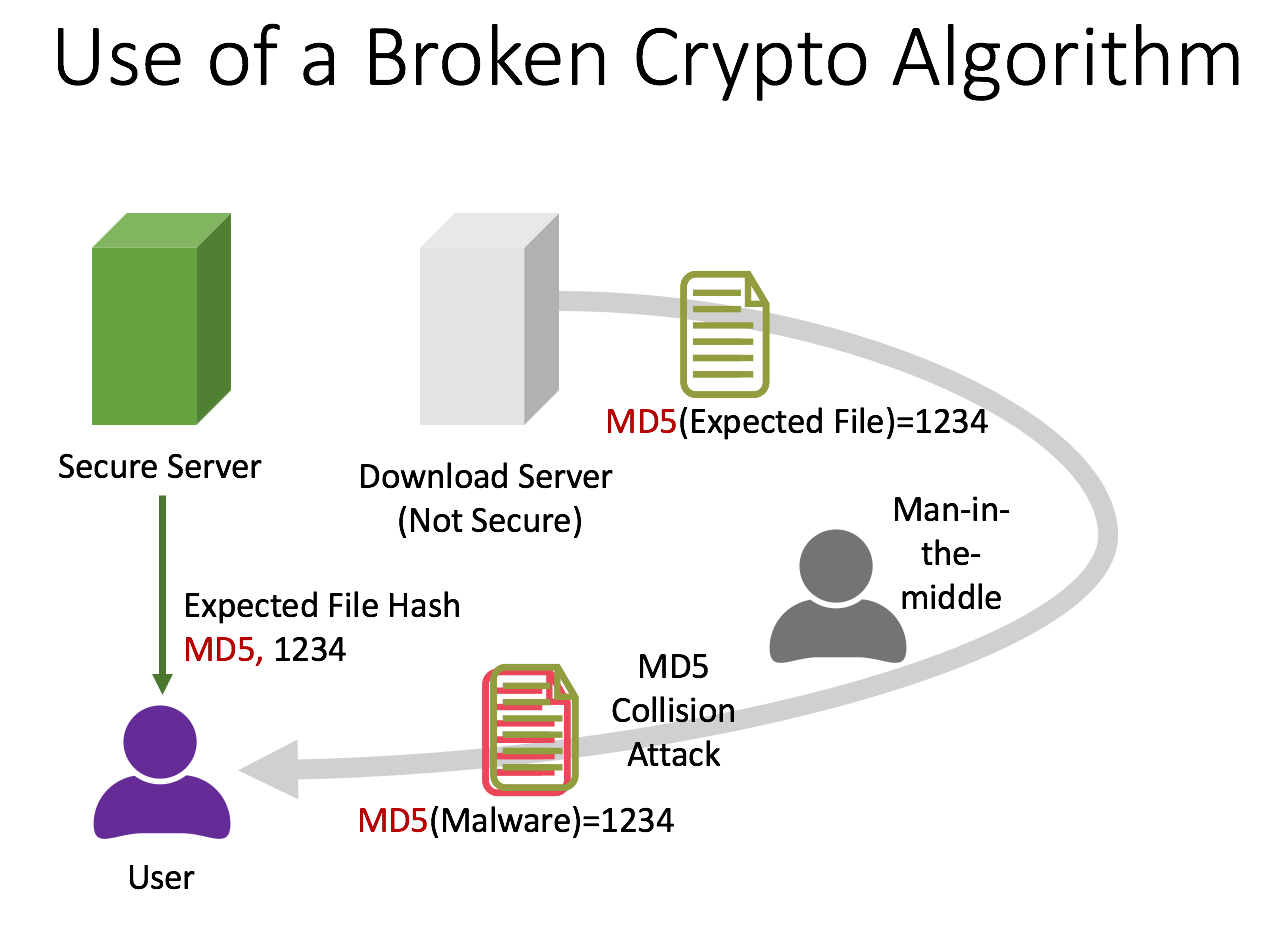 Use of a Broken Crypto Algorithm
MD5(Expected File)=1234
Secure Server
Download Server
(Not Secure)
Man-in-
the-
middle
Expected File Hash
MD5, 1234
MD5
Collision
Attack
MD5(Malware)=1234
User